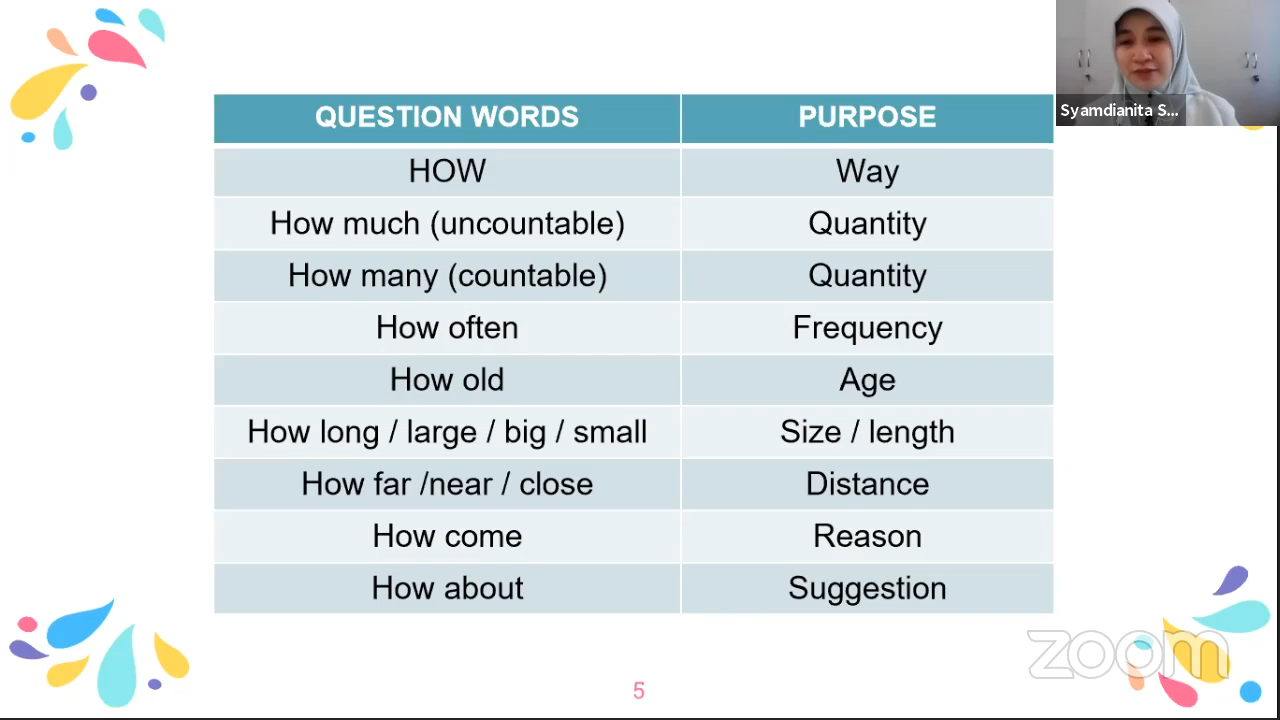 QUESTION WORDS PURPOSE
HOW Way
How much (uncountable) Quantity
How many (countable) Quantity
How often Frequency
How old Age
How long / large / big / small Size / length
How far /near / close Distance
How come Reason
How about Suggestion
5
Syamdianita S...
zoom